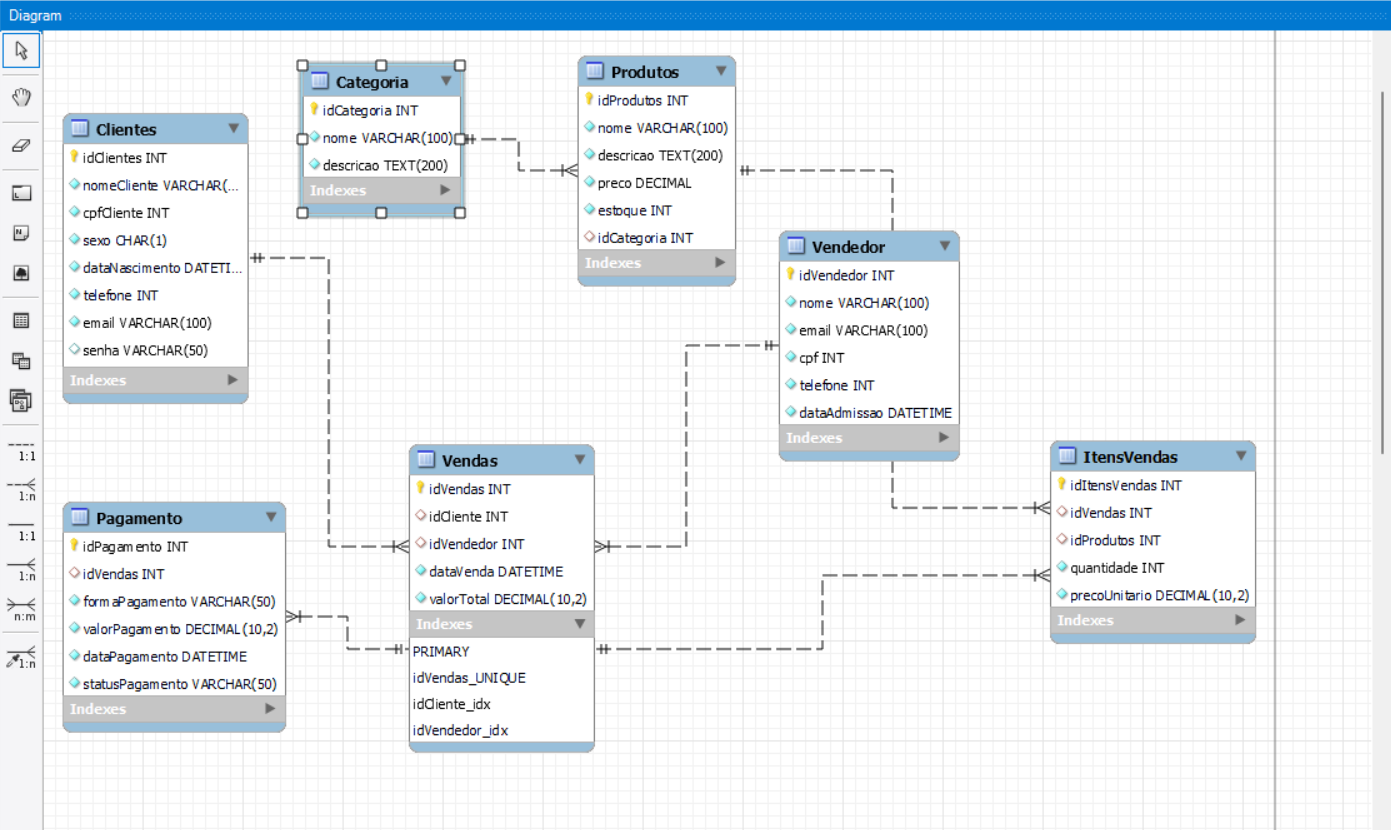 Diagram
Categoria
idCategoria INT
nome VARCHAR(100)
descricao TEXT(200)
Indexes
Produtos
idProdutos INT
nome VARCHAR(100)
descricao TEXT(200)
preco DECIMAL
estoque INT
idCategoria INT
Indexes
Clientes
idClientes INT
nomeCliente VARCHAR(...
cpfCliente INT
sexo CHAR(1)
dataNascimento DATETI...
telefone INT
email VARCHAR(100)
senha VARCHAR(50)
Indexes
Vendedor
idVendedor INT
nome VARCHAR(100)
email VARCHAR(100)
cpf INT
telefone INT
dataAdmissao DATETIME
Indexes
Vendas
idVendas INT
idCliente INT
idVendedor INT
dataVenda DATETIME
valorTotal DECIMAL(10,2)
Indexes
PRIMARY
idVendas_UNIQUE
idCliente_idx
idVendedor_idx
ItensVendas
idItensVendas INT
idVendas INT
idProdutos INT
quantidade INT
precoUnitario DECIMAL(10,2)
Indexes
Pagamento
idPagamento INT
idVendas INT
formaPagamento VARCHAR(50)
valorPagamento DECIMAL(10,2)
dataPagamento DATETIME
statusPagamento VARCHAR(50)
Indexes
1:1
1:n
1:1
1:n
n:m
1:n